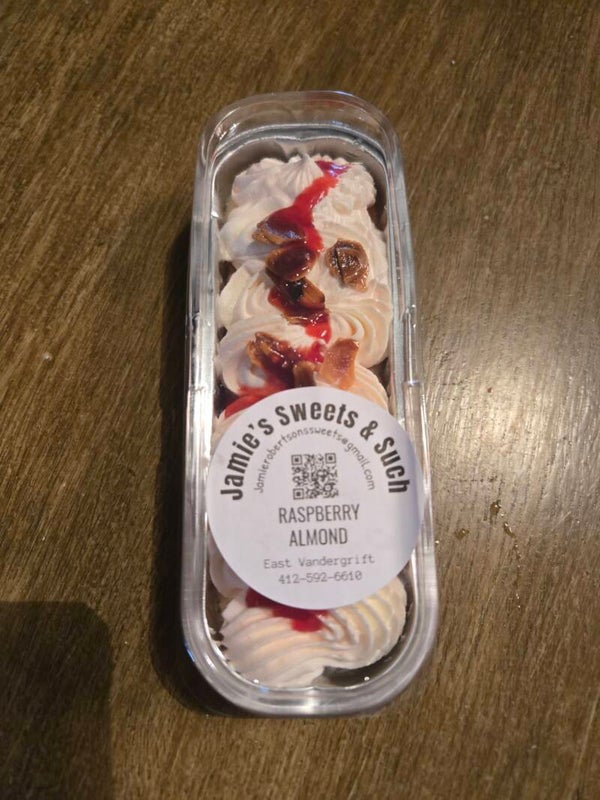 Jamie's Sweets & Such
Jamierobertsonssweets@gmail.com
RASPBERRY
ALMOND
East Vandergrift
412-592-6610